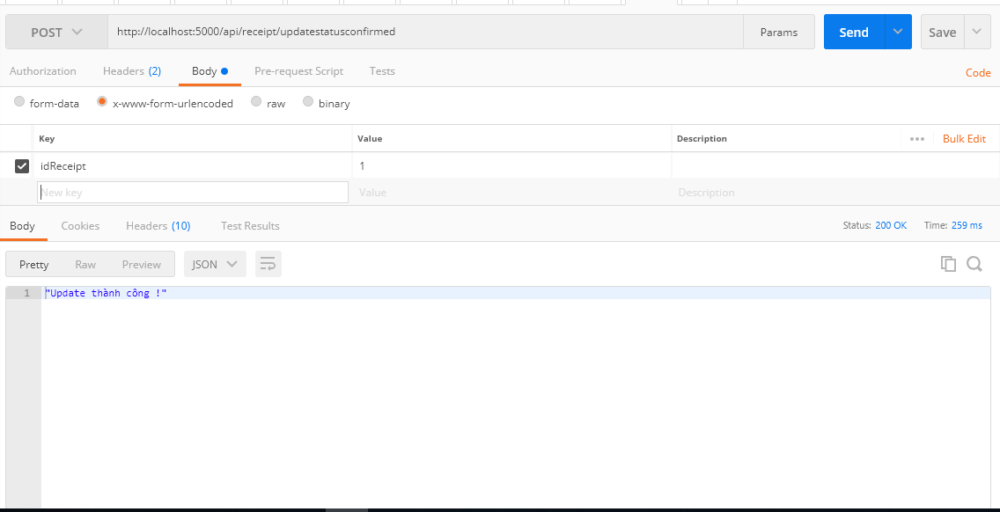 POST http://localhost:5000/api/receipt/updatestatusconfirmed Params Send Save
Authorization Headers (2) Body Pre-request Script Tests Code
form-data x-www-form-urlencoded raw binary
Key Value Description Bulk Edit
idReceipt 1
New key Value Description
Body Cookies Headers (10) Test Results Status: 200 OK Time: 259 ms
Pretty Raw Preview JSON
1 "Update thành công !"